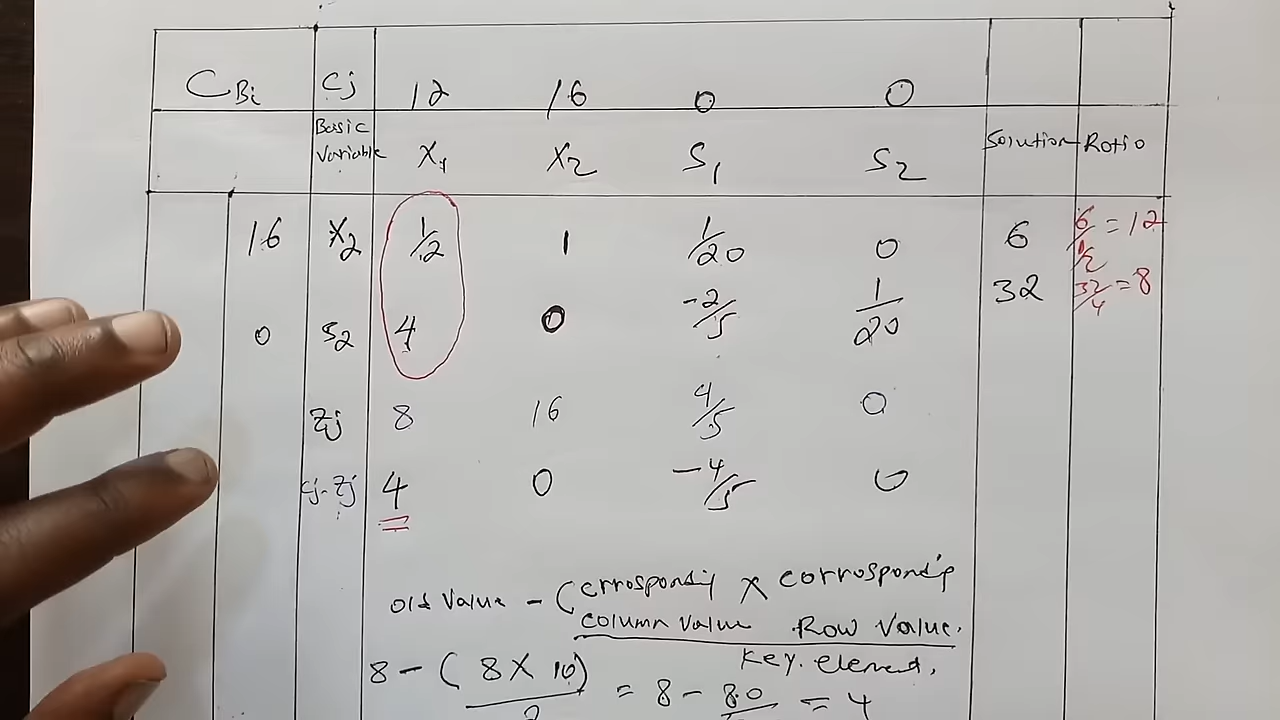 CBi Cj 12 16 0 0
Basic Variable X1 X2 S1 S2 Solution Ratio
16 X2 1/2 1 1/20 0 6 6/1/2 = 12
0 S2 4 0 -2/5 1/20 32 32/4 = 8
Zj 8 16 4/5 0
Cj-Zj 4 0 -4/5 0
Old Value - (Corrospondig X corrospondig
column value Row value.
Key. element.
8 - (8 X 10) = 8 - 80 = 4